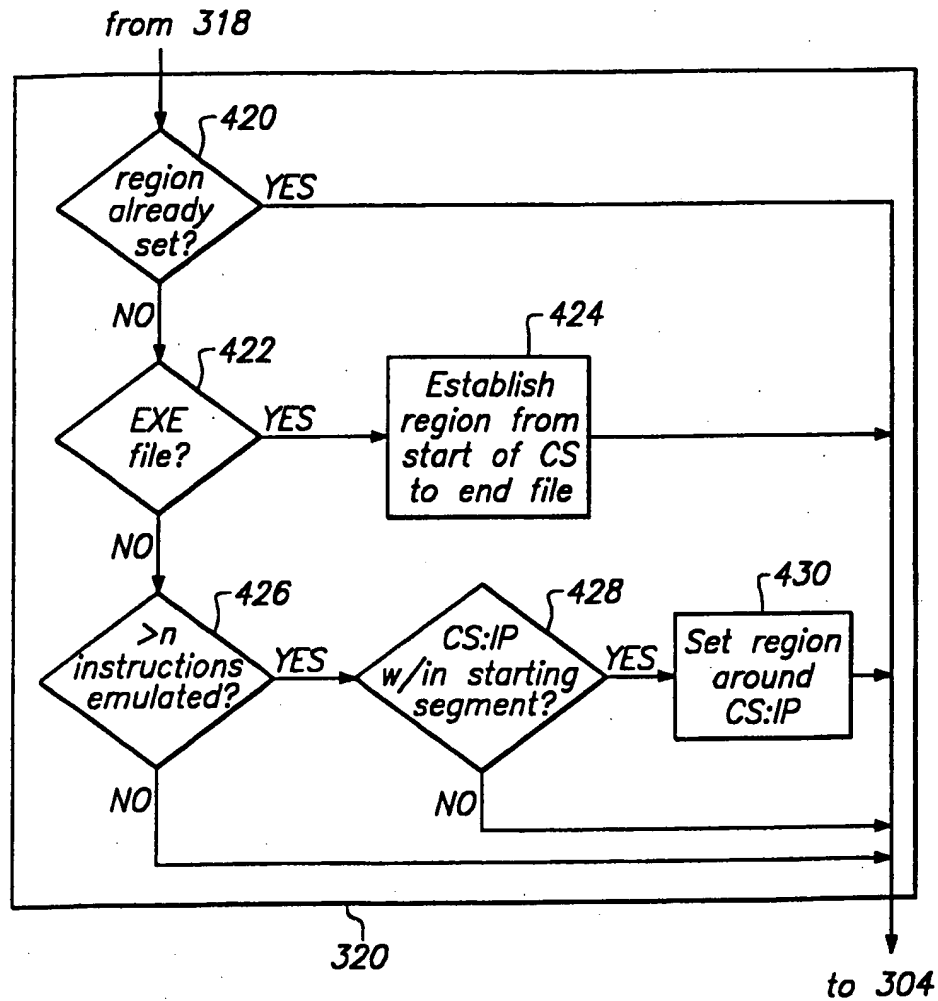 from 318
420
region
already
set?
YES
NO
422
EXE
file?
YES
424
Establish
region from
start of CS
to end file
NO
426
>n
instructions
emulated?
YES
428
CS:IP
w/in starting
segment?
YES
430
Set region
around
CS:IP
NO
NO
320
to 304